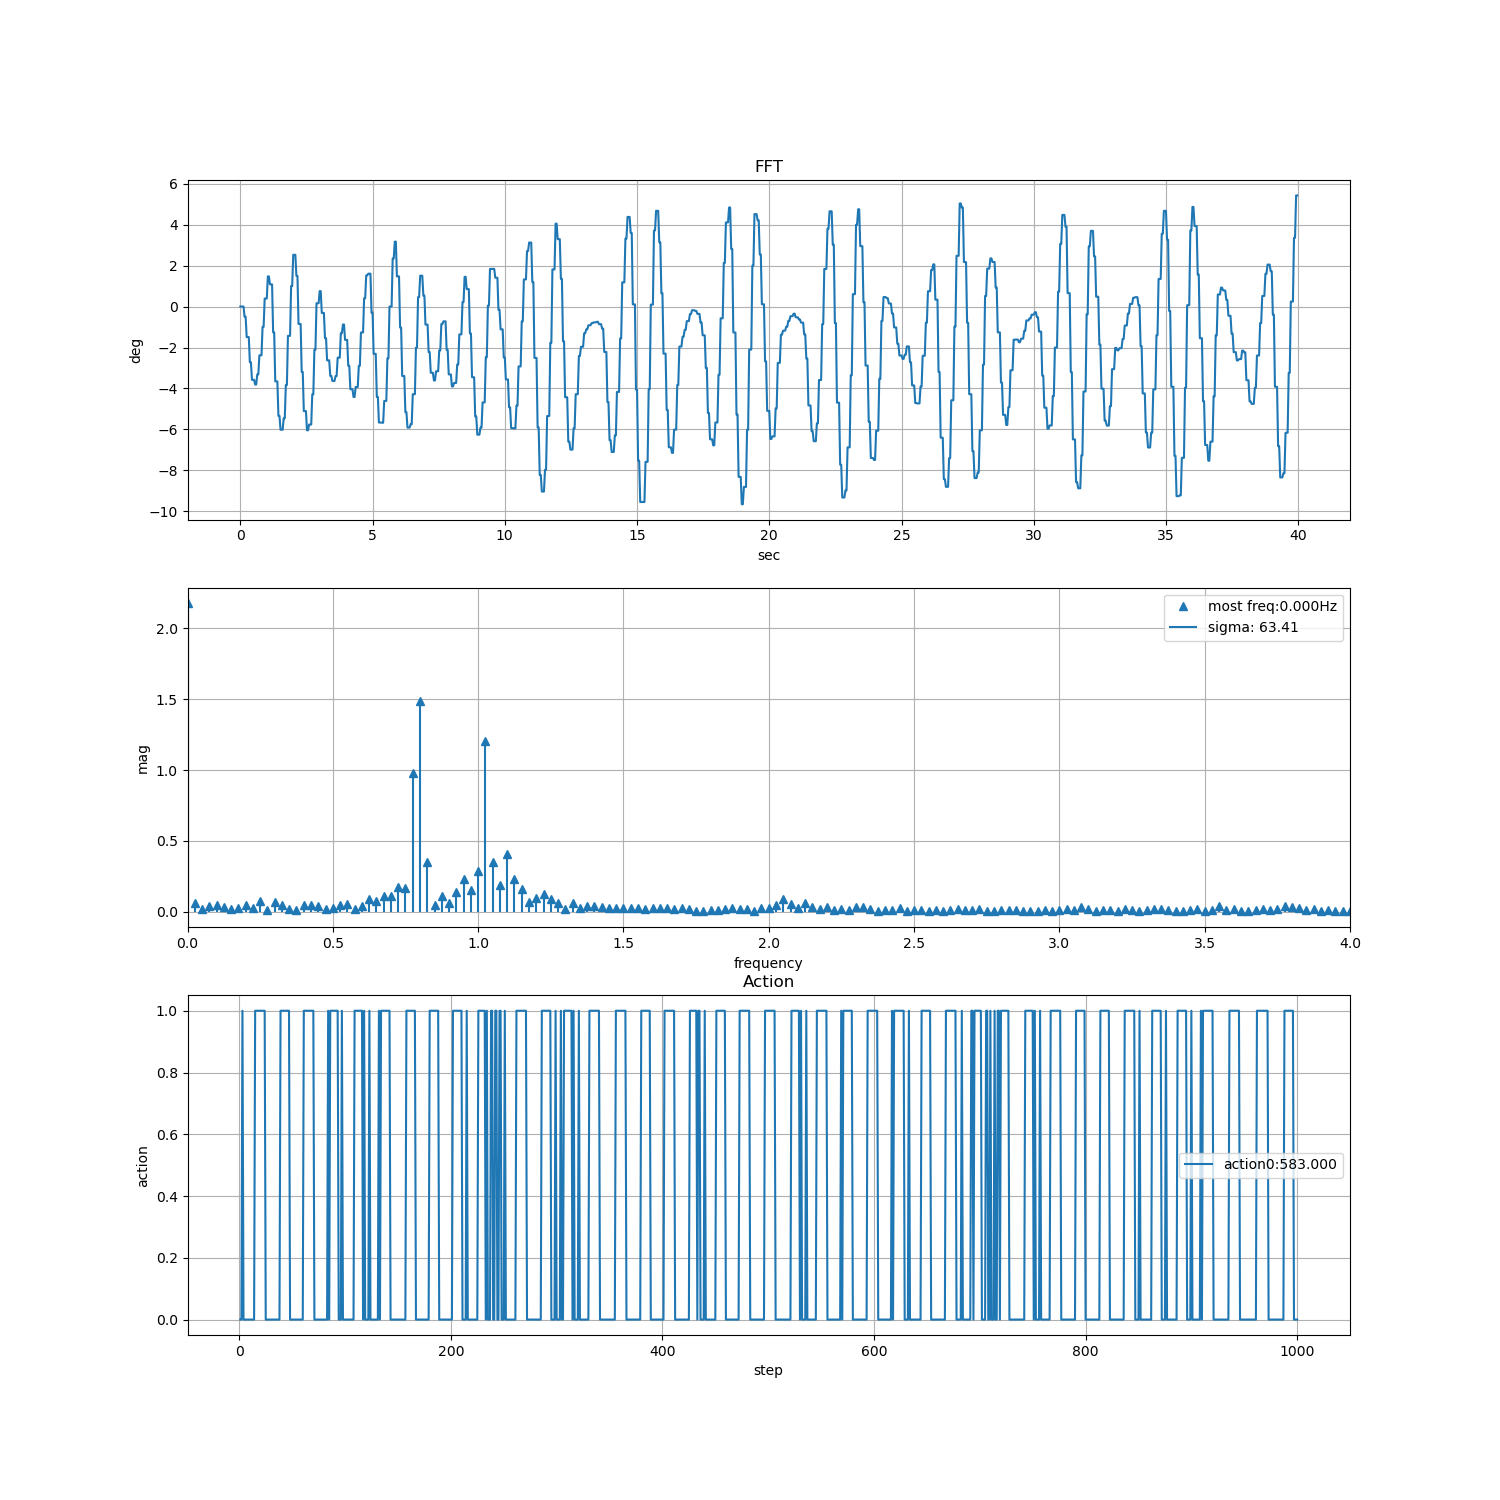 FFT
6
4
2
0
−2
−4
−6
−8
−10
deg
0 5 10 15 20 25 30 35 40
sec
most freq:0.000Hz
sigma: 63.41
2.0
1.5
1.0
0.5
0.0
mag
0.0 0.5 1.0 1.5 2.0 2.5 3.0 3.5 4.0
frequency
Action
1.0
0.8
0.6
0.4
0.2
0.0
action
action0:583.000
0 200 400 600 800 1000
step